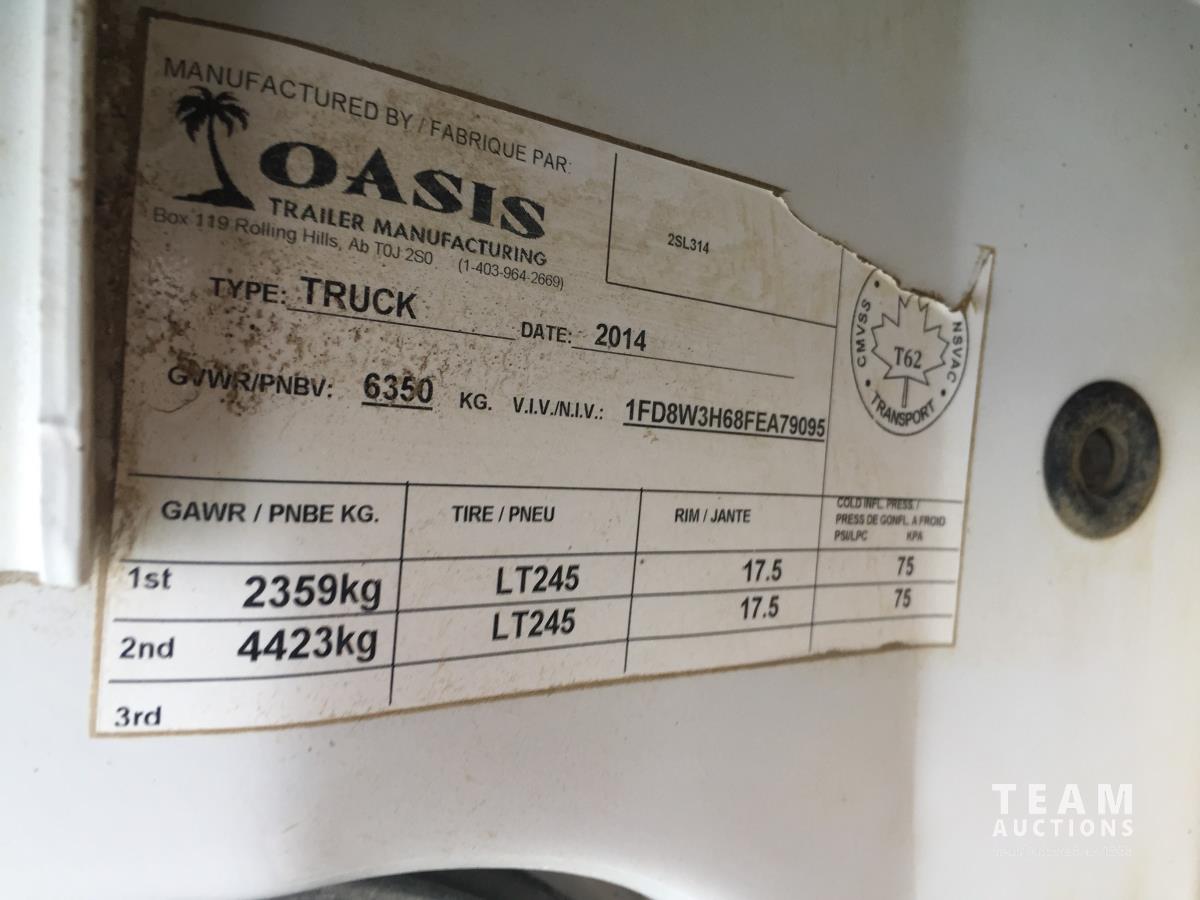 MANUFACTURED BY / FABRIQUE PAR:
OASIS
TRAILER MANUFACTURING
Box 119 Rolling Hills, Ab T0J 2S0 (1-403-964-2669)
2SL314
TYPE: TRUCK DATE: 2014
GVWR/PNBV: 6350 KG. V.I.V./N.I.V.: 1FD8W3H68FEA79095
CMVSS NSVAC
T62
TRANSPORT
GAWR / PNBE KG. TIRE / PNEU RIM / JANTE COLD INFL. PRESS. /
PRESS DE GONFL. A FROID
PSI/LPC KPA
1st 2359kg LT245 17.5 75
2nd 4423kg LT245 17.5 75
3rd
TEAM
AUCTIONS